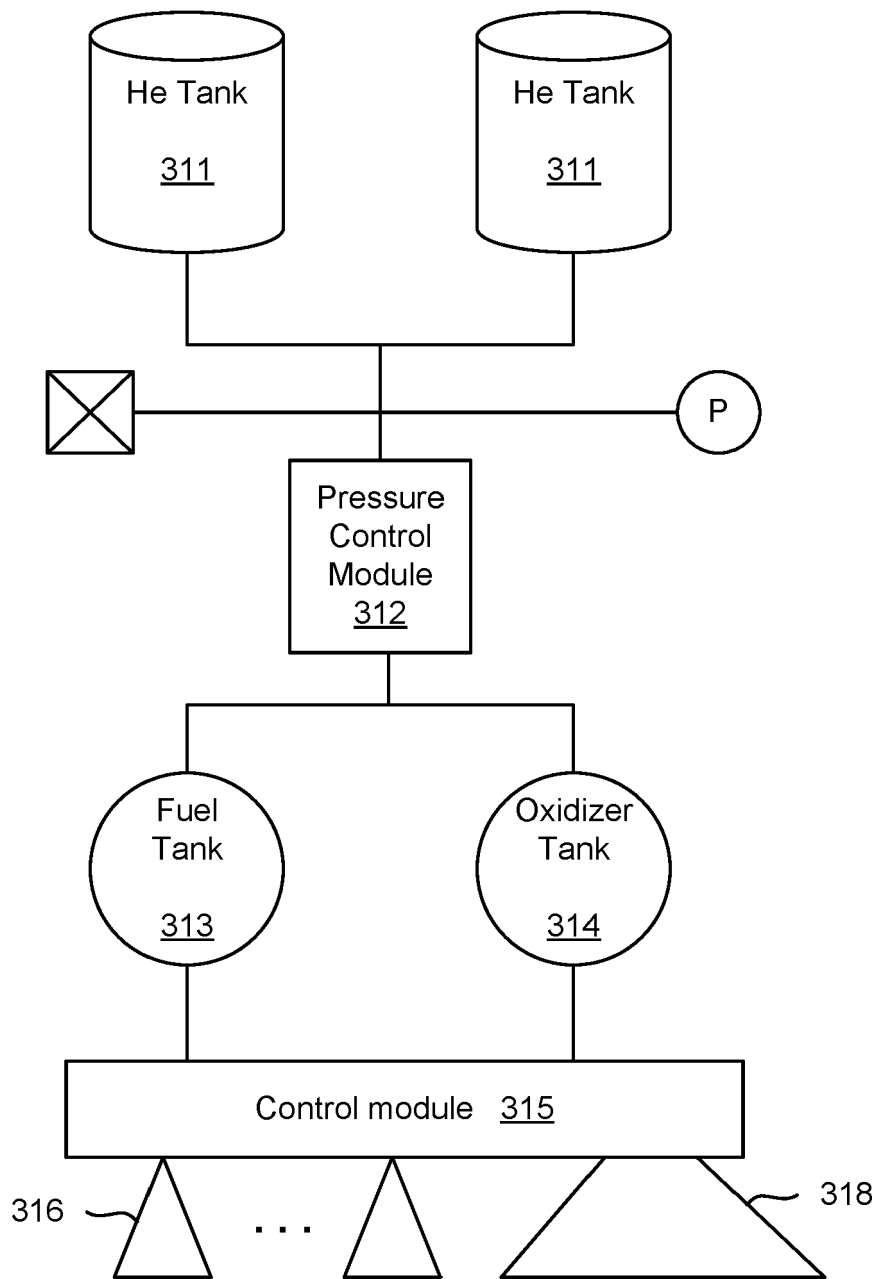 He Tank
311
He Tank
311
P
Pressure
Control
Module
312
Fuel
Tank
313
Oxidizer
Tank
314
Control module 315
316
. . .
318